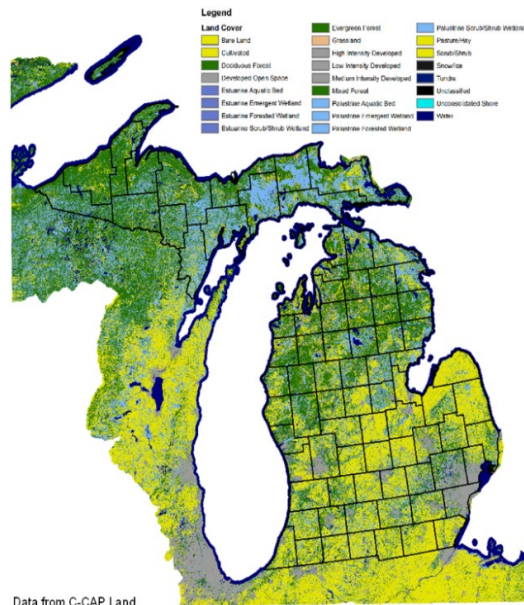 Legend
Land Cover
Bare Land
Cultivated
Deciduous Forest
Developed Open Space
Estuarine Aquatic Bed
Estuarine Emergent Wetland
Estuarine Forested Wetland
Estuarine Scrub/Shrub Wetland
Evergreen Forest
Grassland
High Intensity Developed
Low Intensity Developed
Medium Intensity Developed
Mixed Forest
Palustrine Aquatic Bed
Palustrine Emergent Wetland
Palustrine Forested Wetland
Palustrine Scrub/Shrub Wetland
Pasture/Hay
Scrub/Shrub
Snow/Ice
Tundra
Unclassified
Unconsolidated Shore
Water
Data from C-CAP Land